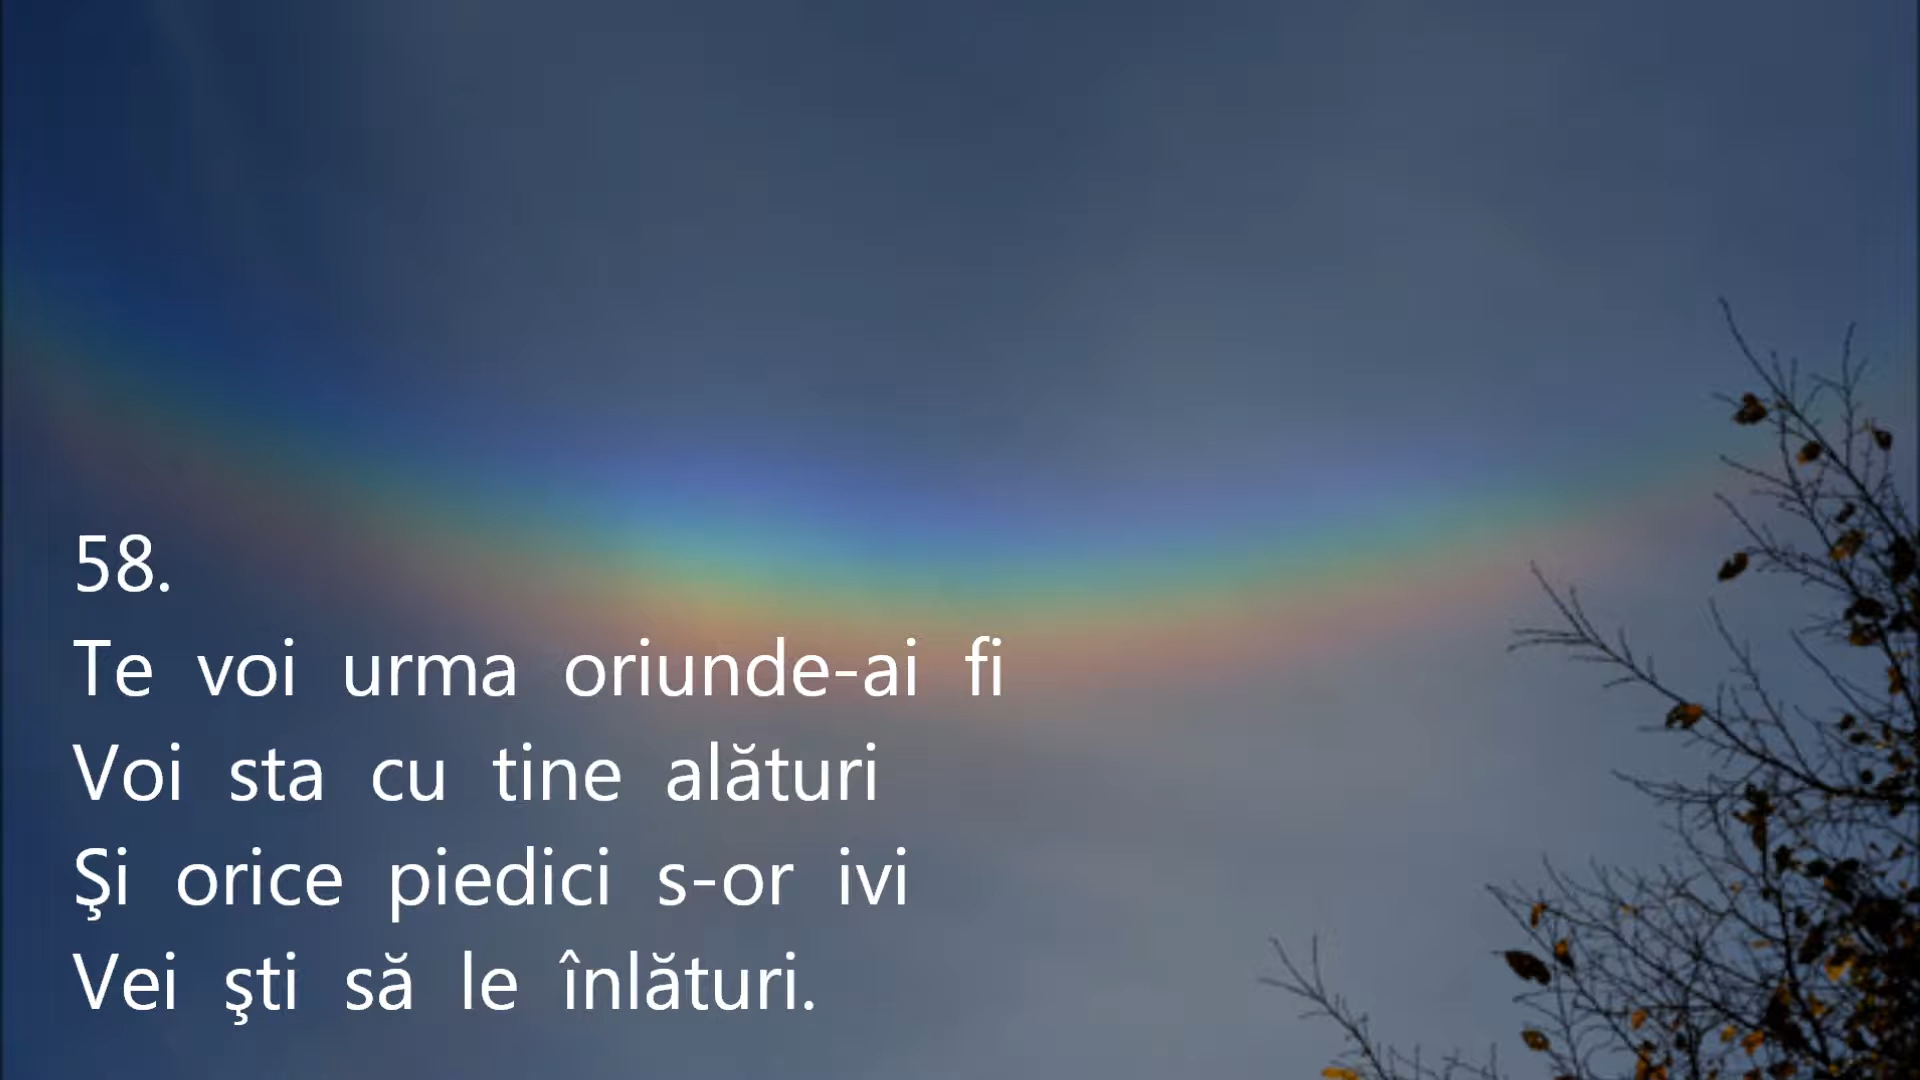 58.
Te voi urma oriunde-ai fi
Voi sta cu tine alături
Şi orice piedici s-or ivi
Vei şti să le înlături.